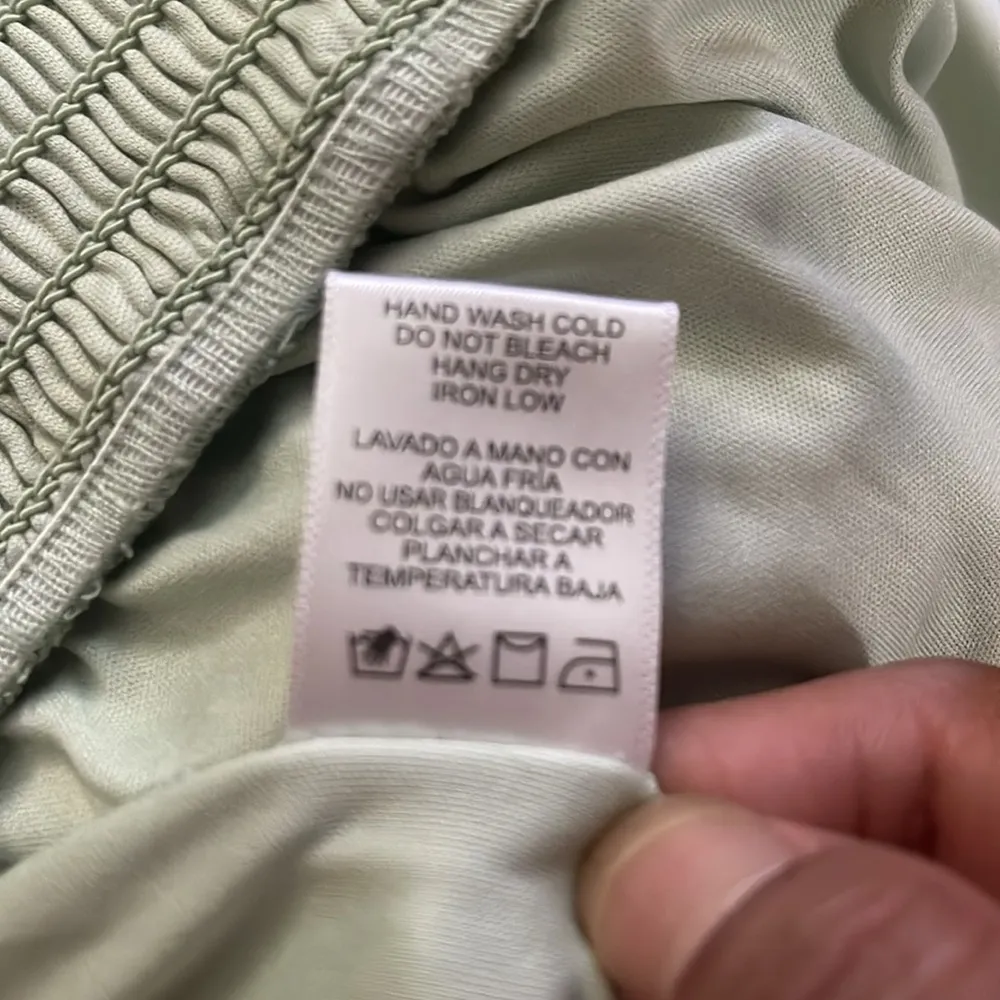 HAND WASH COLD
DO NOT BLEACH
HANG DRY
IRON LOW
LAVADO A MANO CON
AGUA FRÍA
NO USAR BLANQUEADOR
COLGAR A SECAR
PLANCHAR A
TEMPERATURA BAJA